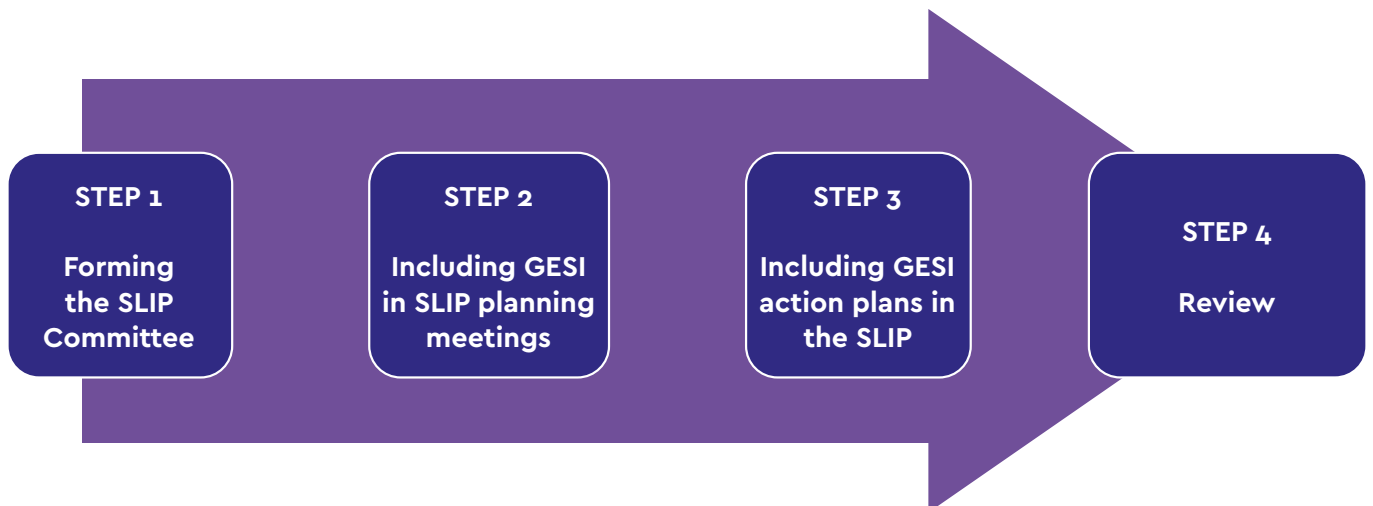 STEP 1
Forming
the SLIP
Committee
STEP 2
Including GESI
in SLIP planning
meetings
STEP 3
Including GESI
action plans in
the SLIP
STEP 4
Review